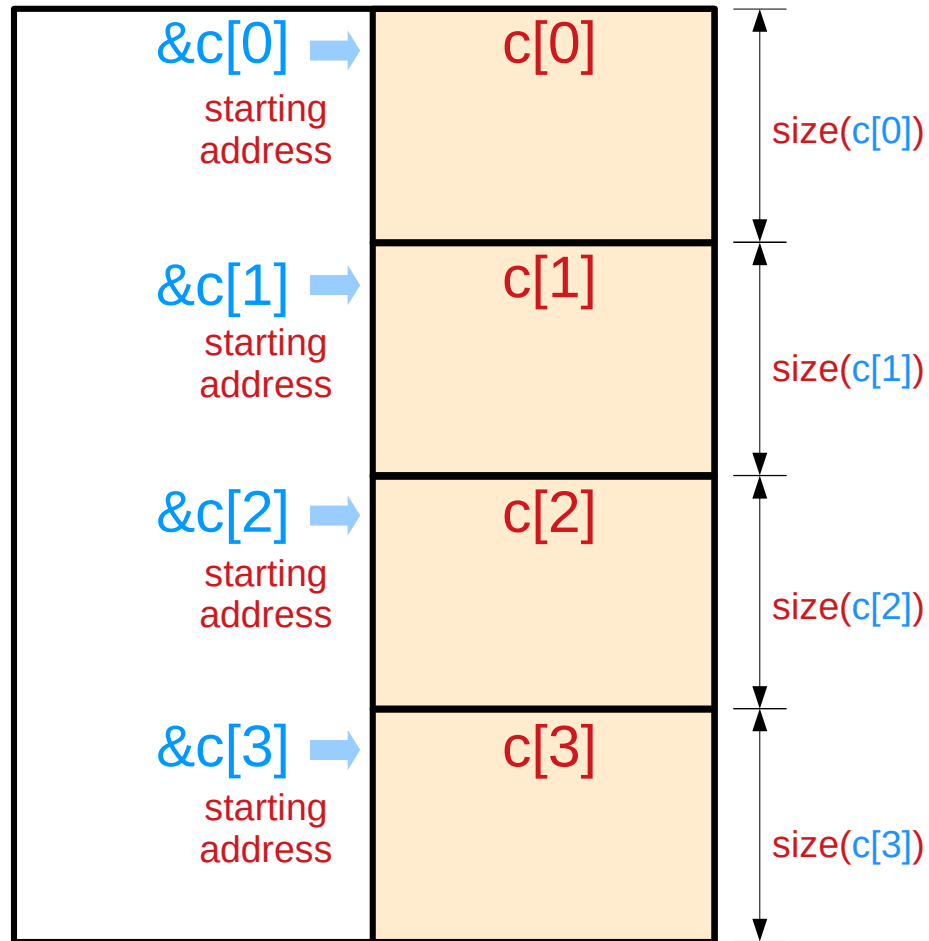 &c[0] c[0]
starting
address
size(c[0])
&c[1] c[1]
starting
address
size(c[1])
&c[2] c[2]
starting
address
size(c[2])
&c[3] c[3]
starting
address
size(c[3])